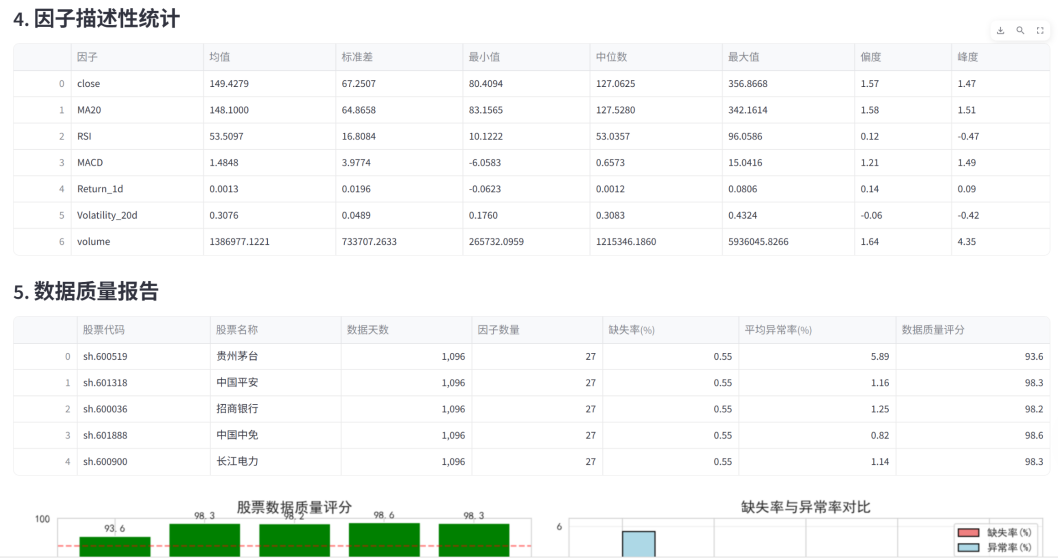 4. 因子描述性统计
因子 均值 标准差 最小值 中位数 最大值 偏度 峰度
0 close 149.4279 67.2507 80.4094 127.0625 356.8668 1.57 1.47
1 MA20 148.1000 64.8658 83.1565 127.5280 342.1614 1.58 1.51
2 RSI 53.5097 16.8084 10.1222 53.0357 96.0586 0.12 -0.47
3 MACD 1.4848 3.9774 -6.0583 0.6573 15.0416 1.21 1.49
4 Return_1d 0.0013 0.0196 -0.0623 0.0012 0.0806 0.14 0.09
5 Volatility_20d 0.3076 0.0489 0.1760 0.3083 0.4324 -0.06 -0.42
6 volume 1386977.1221 733707.2633 265732.0959 1215346.1860 5936045.8266 1.64 4.35
5. 数据质量报告
股票代码 股票名称 数据天数 因子数量 缺失率(%) 平均异常率(%) 数据质量评分
0 sh.600519 贵州茅台 1,096 27 0.55 5.89 93.6
1 sh.601318 中国平安 1,096 27 0.55 1.16 98.3
2 sh.600036 招商银行 1,096 27 0.55 1.25 98.2
3 sh.601888 中国中免 1,096 27 0.55 0.82 98.6
4 sh.600900 长江电力 1,096 27 0.55 1.14 98.3
股票数据质量评分
100
93.6 98.3 98.2 98.6 98.3
缺失率与异常率对比
6
缺失率(%)
异常率(%)